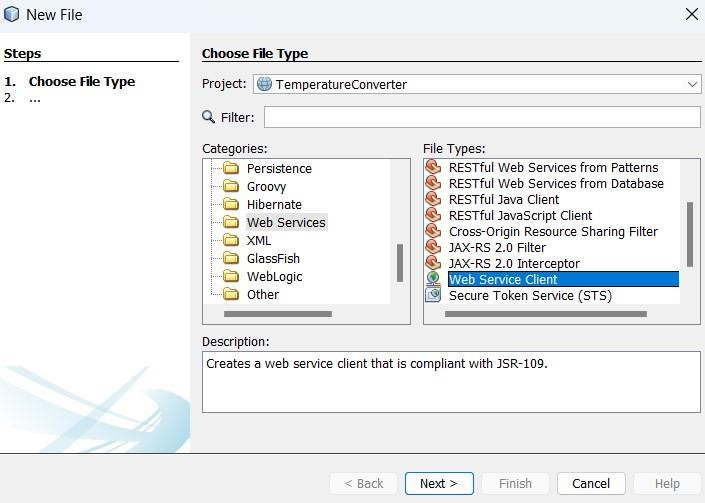 New File
Steps
1. Choose File Type
2. ...
Choose File Type
Project: TemperatureConverter
Filter:
Categories:
Persistence
Groovy
Hibernate
Web Services
XML
GlassFish
WebLogic
Other
File Types:
RESTful Web Services from Patterns
RESTful Web Services from Database
RESTful Java Client
RESTful JavaScript Client
Cross-Origin Resource Sharing Filter
JAX-RS 2.0 Filter
JAX-RS 2.0 Interceptor
Web Service Client
Secure Token Service (STS)
Description:
Creates a web service client that is compliant with JSR-109.
< Back Next > Finish Cancel Help